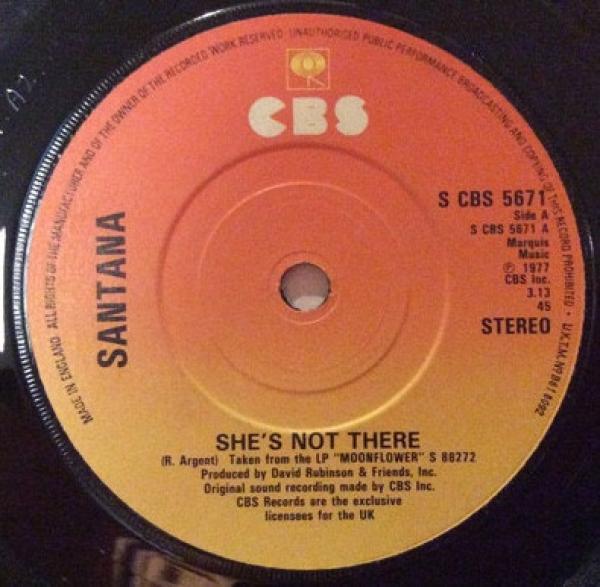 MADE IN ENGLAND ALL RIGHTS OF THE MANUFACTURER AND OF THE OWNER OF THE RECORDED WORK RESERVED. UNAUTHORISED PUBLIC PERFORMANCE BROADCASTING AND COPYING OF THIS RECORD PROHIBITED •
CBS
SANTANA
S CBS 5671
Side A
S CBS 5671 A
Marquis
Music
℗ 1977
CBS Inc.
3.13
45
STEREO
SHE'S NOT THERE
(R. Argent) Taken from the LP "MOONFLOWER" S 88272
Produced by David Rubinson & Friends, Inc.
Original sound recording made by CBS Inc.
CBS Records are the exclusive
licensees for the UK